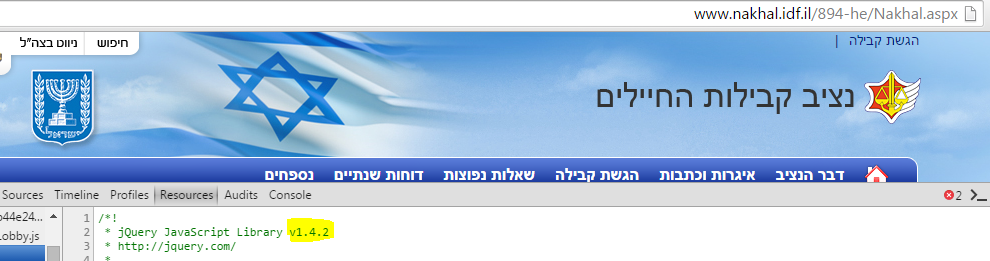 www.nakhal.idf.il/894-he/Nakhal.aspx
הגשת קבילה |
ניווט בצה"ל
חיפוש
נציב קבילות החיילים
ישראל
דבר הנציב איגרות וכתבות הגשת קבילה שאלות נפוצות דוחות שנתיים נספחים
Sources Timeline Profiles Resources Audits Console 2
b44e24...
Lobby.js
1 /*!
2 * jQuery JavaScript Library v1.4.2
3 * http://jquery.com/
4 *